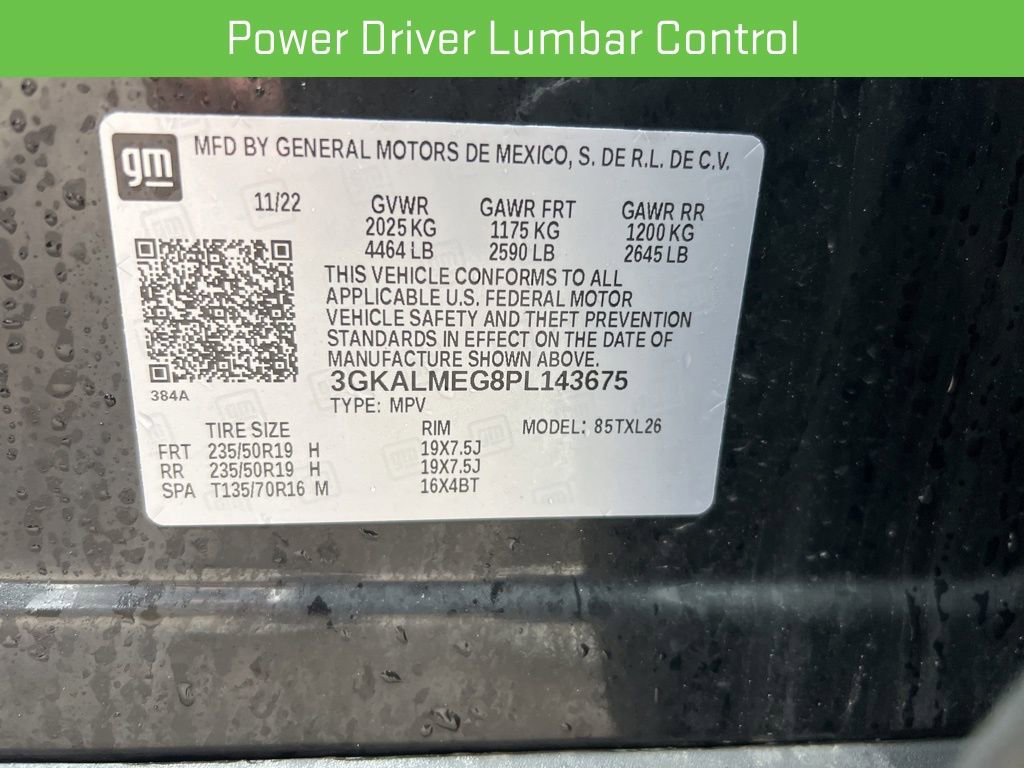 Power Driver Lumbar Control
gm
MFD BY GENERAL MOTORS DE MEXICO, S. DE R.L. DE C.V.
11/22 GVWR GAWR FRT GAWR RR
2025 KG 1175 KG 1200 KG
4464 LB 2590 LB 2645 LB
THIS VEHICLE CONFORMS TO ALL
APPLICABLE U.S. FEDERAL MOTOR
VEHICLE SAFETY AND THEFT PREVENTION
STANDARDS IN EFFECT ON THE DATE OF
MANUFACTURE SHOWN ABOVE.
384A
3GKALMEG8PL143675
TYPE: MPV
TIRE SIZE RIM MODEL: 85TXL26
FRT 235/50R19 H 19X7.5J
RR 235/50R19 H 19X7.5J
SPA T135/70R16 M 16X4BT